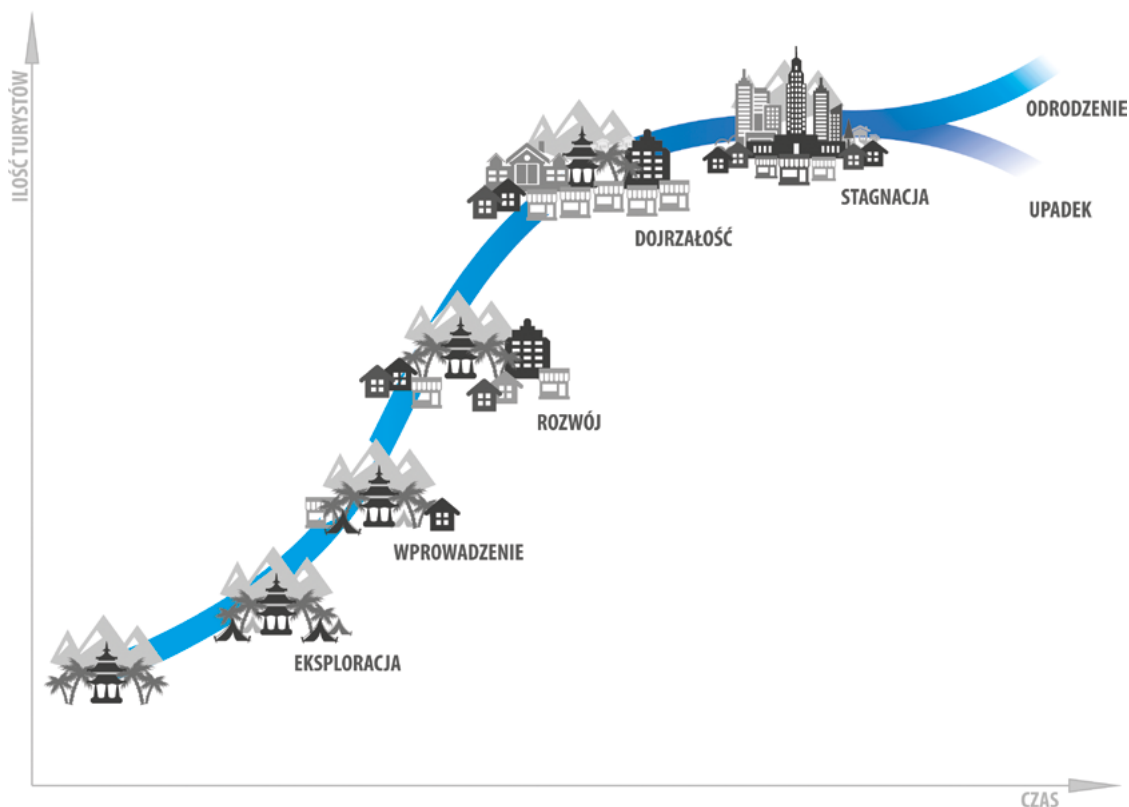 ILOŚĆ TURYSTÓW
ODRODZENIE
STAGNACJA
UPADEK
DOJRZAŁOŚĆ
ROZWÓJ
WPROWADZENIE
EKSPLORACJA
CZAS